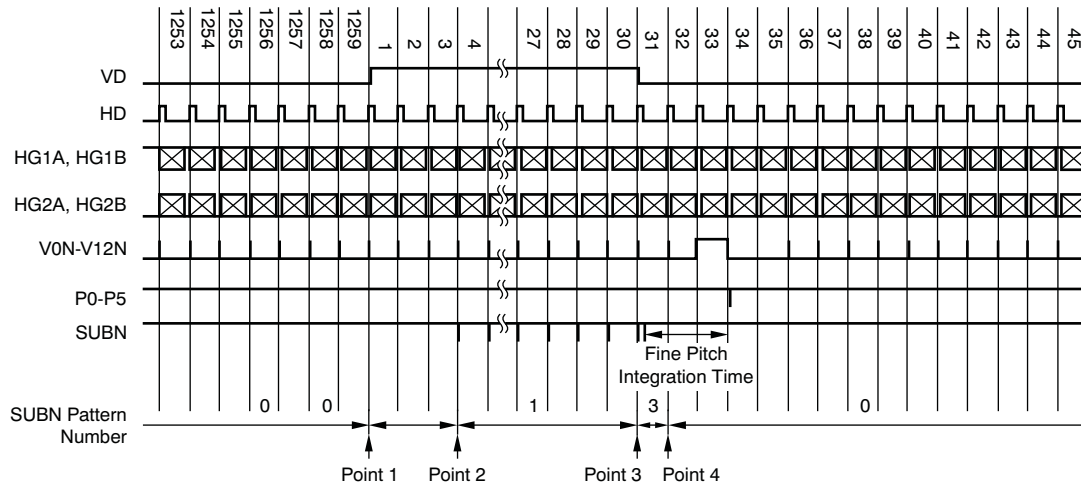 1253 1254 1255 1256 1257 1258 1259 1 2 3 4 27 28 29 30 31 32 33 34 35 36 37 38 39 40 41 42 43 44 45
VD
HD
HG1A, HG1B
HG2A, HG2B
V0N-V12N
P0-P5
SUBN
Fine Pitch
Integration Time
SUBN Pattern
Number
0 0 1 3 0
Point 1 Point 2 Point 3 Point 4